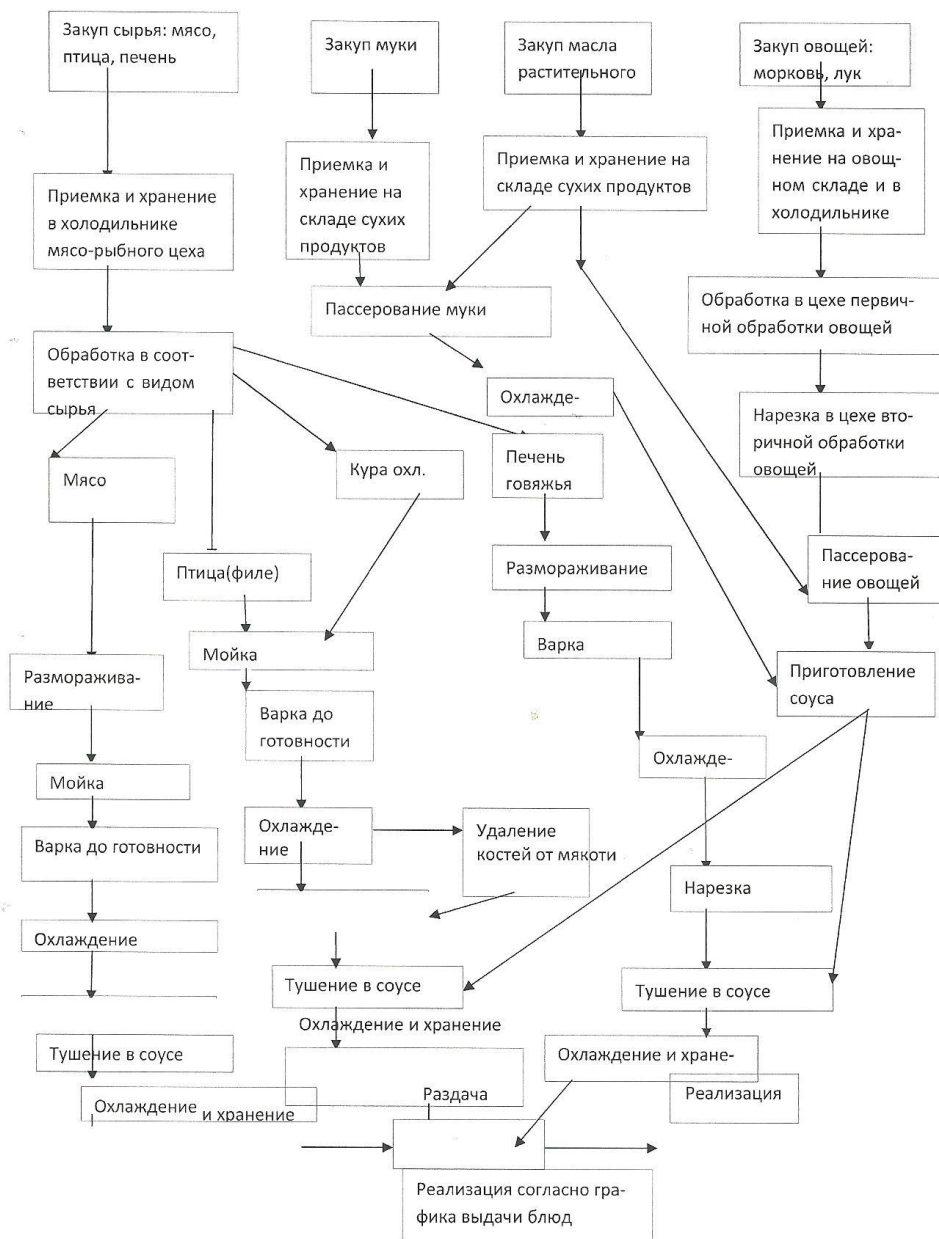 Закуп сырья: мясо,
птица, печень
Закуп муки
Закуп масла
растительного
Закуп овощей:
морковь, лук
Приемка и хранение
в холодильнике
мясо-рыбного цеха
Приемка и
хранение на
складе сухих
продуктов
Приемка и хранение на
складе сухих продуктов
Приемка и хра-
нение на овощ-
ном складе и в
холодильнике
Пассерование муки
Обработка в цехе первич-
ной обработки овощей
Обработка в соот-
ветствии с видом
сырья
Охлажде-
Нарезка в цехе вто-
ричной обработки
овощей
Мясо
Кура охл.
Печень
говяжья
Птица(филе)
Размораживание
Пассерова-
ние овощей
Мойка
Варка
Размоražива-
ние
Приготовление
соуса
Варка до
готовности
Охлажде-
Мойка
Варка до готовности
Охлажде-
ние
Удаление
костей от мякоти
Нарезка
Охлаждение
Тушение в соусе
Тушение в соусе
Охлаждение и хранение
Тушение в соусе
Охлаждение и хране-
Раздача
Реализация
Охлаждение и хранение
Реализация согласно гра-
фика выдачи блюд